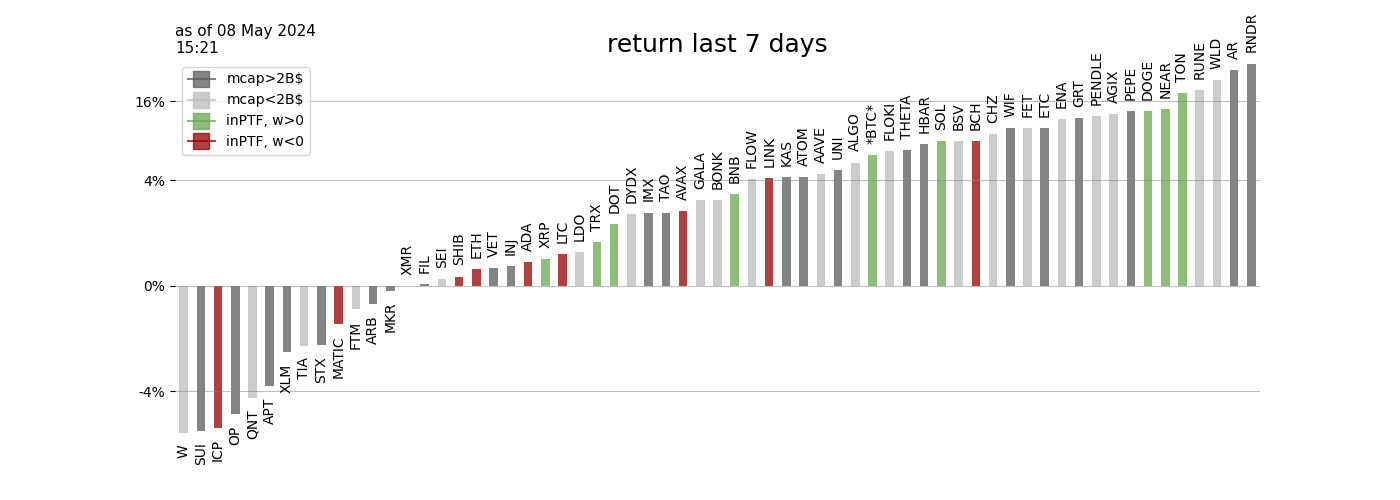 as of 08 May 2024
15:21
return last 7 days
mcap>2B$
mcap<2B$
inPTF, w>0
inPTF, w<0
16%
4%
0%
-4%
W
SUI
ICP
OP
QNT
APT
XLM
TIA
STX
MATIC
FTM
ARB
MKR
XMR
FIL
SEI
SHIB
ETH
VET
INJ
ADA
XRP
LTC
LDO
TRX
DOT
DYDX
IMX
TAO
AVAX
GALA
BONK
BNB
FLOW
LINK
KAS
ATOM
AAVE
UNI
ALGO
*BTC*
FLOKI
THETA
HBAR
SOL
BSV
BCH
CHZ
WIF
FET
ETC
ENA
GRT
PENDLE
AGIX
PEPE
DOGE
NEAR
TON
RUNE
WLD
AR
RNDR